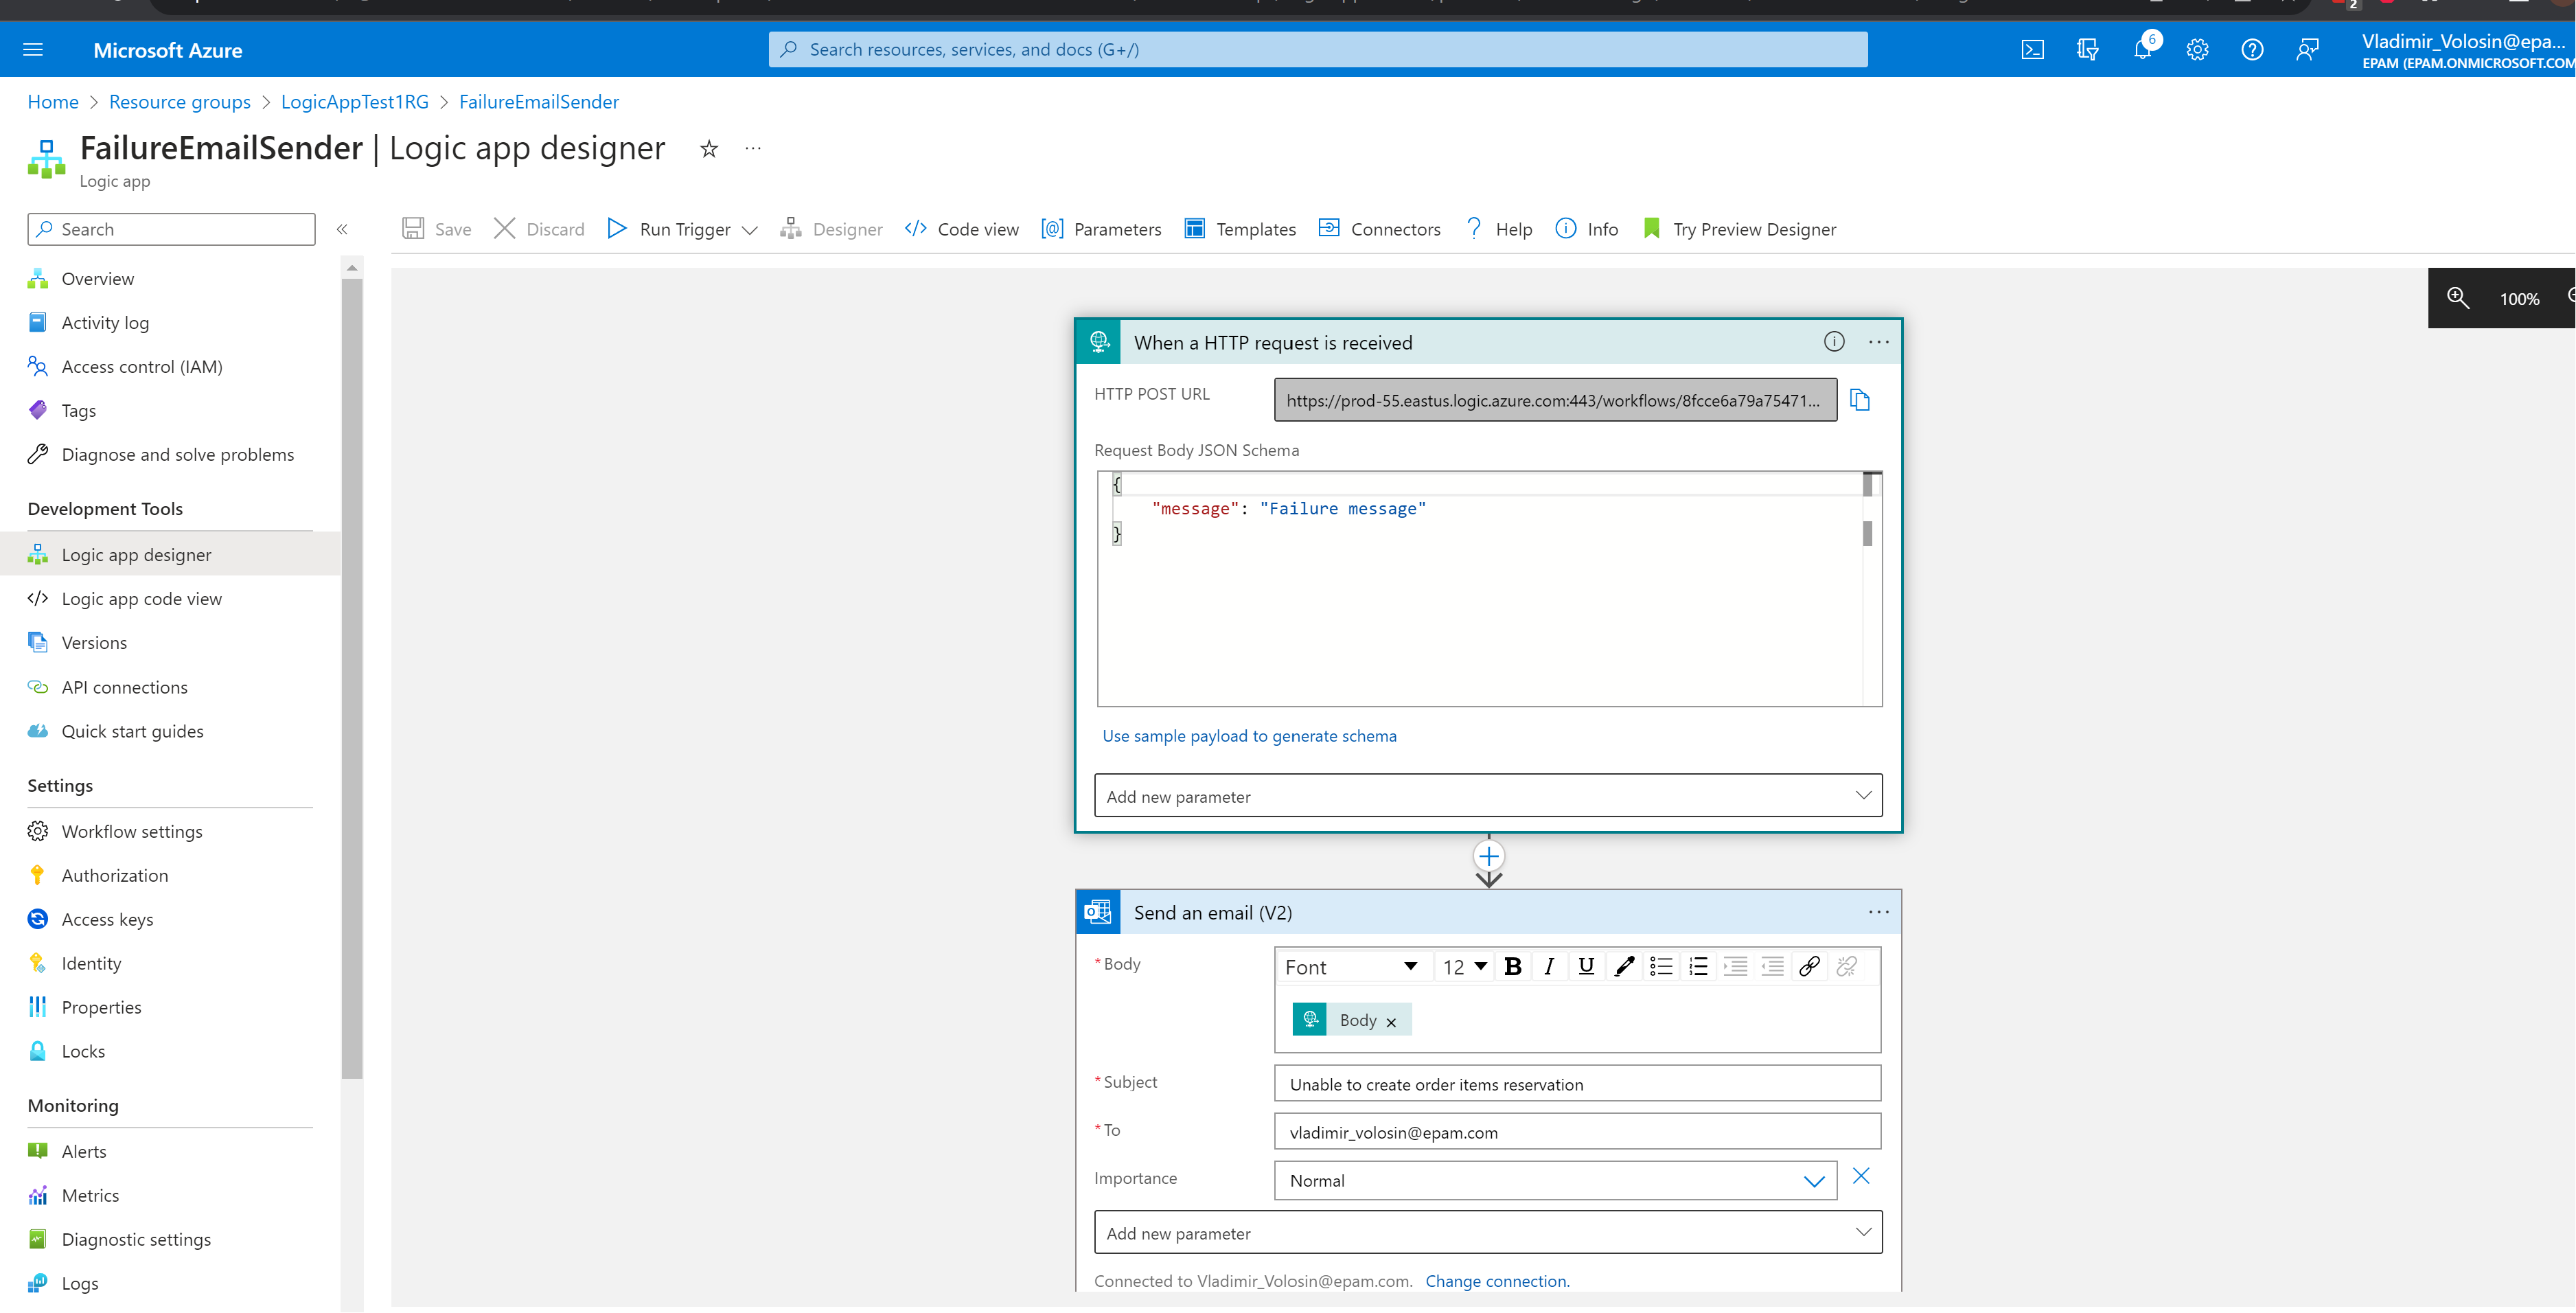 2
Microsoft Azure
Search resources, services, and docs (G+/)
6
Vladimir_Volosin@epa...
EPAM (EPAM.ONMICROSOFT.COM
Home > Resource groups > LogicAppTest1RG > FailureEmailSender
FailureEmailSender | Logic app designer
Logic app
Search
Save
Discard
Run Trigger
Designer
Code view
Parameters
Templates
Connectors
Help
Info
Try Preview Designer
Overview
Activity log
Access control (IAM)
Tags
Diagnose and solve problems
Development Tools
Logic app designer
Logic app code view
Versions
API connections
Quick start guides
Settings
Workflow settings
Authorization
Access keys
Identity
Properties
Locks
Monitoring
Alerts
Metrics
Diagnostic settings
Logs
100%
When a HTTP request is received
HTTP POST URL
https://prod-55.eastus.logic.azure.com:443/workflows/8fcce6a79a75471...
Request Body JSON Schema
{
"message": "Failure message"
}
Use sample payload to generate schema
Add new parameter
Send an email (V2)
* Body
Font
12
B I U
Body ×
* Subject
Unable to create order items reservation
* To
vladimir_volosin@epam.com
Importance
Normal
Add new parameter
Connected to Vladimir_Volosin@epam.com. Change connection.